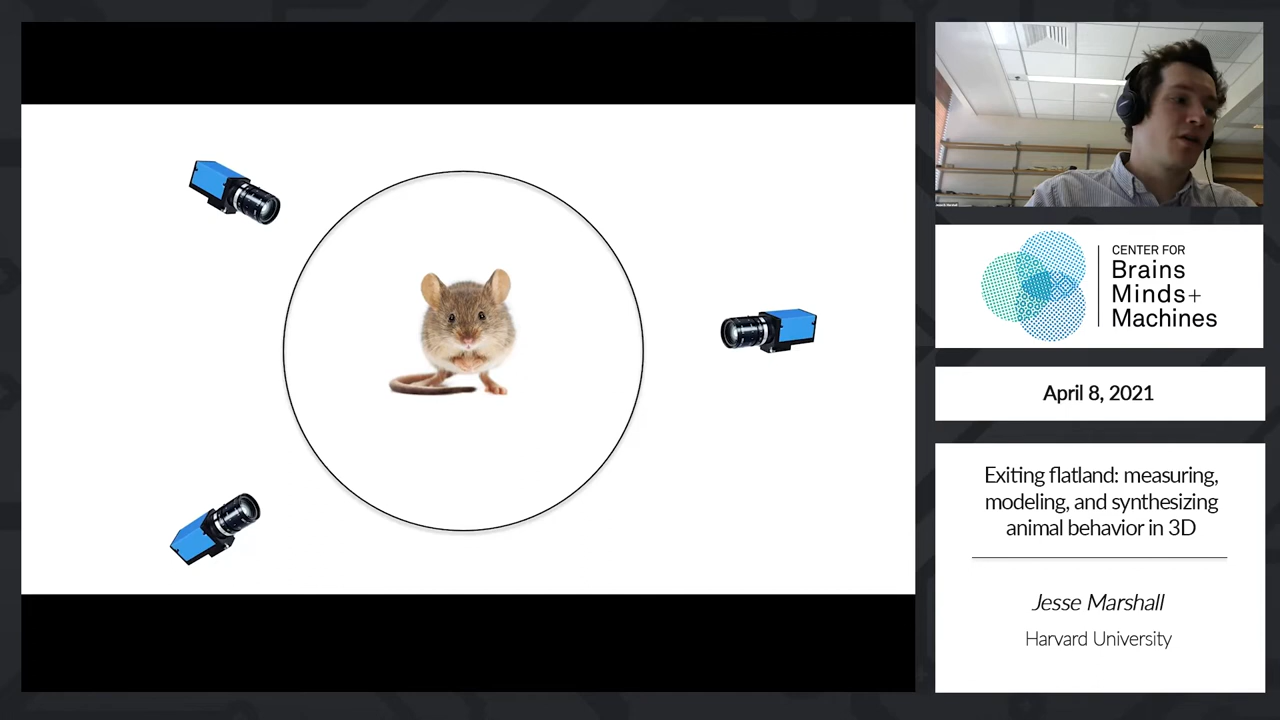 CENTER FOR
Brains
Minds+
Machines
April 8, 2021
Exiting flatland: measuring,
modeling, and synthesizing
animal behavior in 3D
Jesse Marshall
Harvard University